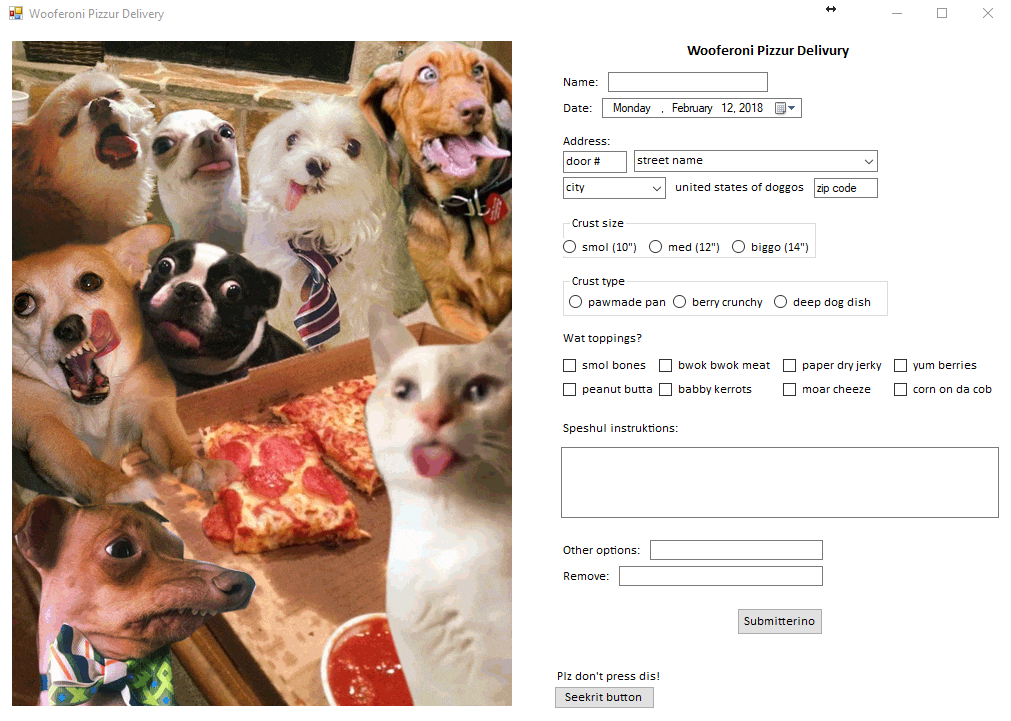 Wooferoni Pizzur Delivery
Wooferoni Pizzur Delivury
Name:
Date: Monday , February 12, 2018
Address:
door # street name
city united states of doggos zip code
Crust size
smol (10") med (12") biggo (14")
Crust type
pawmade pan berry crunchy deep dog dish
Wat toppings?
smol bones bwok bwok meat paper dry jerky yum berries
peanut butta babby kerrots moar cheeze corn on da cob
Speshul instruktions:
Other options:
Remove:
Submitterino
Plz don't press dis!
Seekrit button